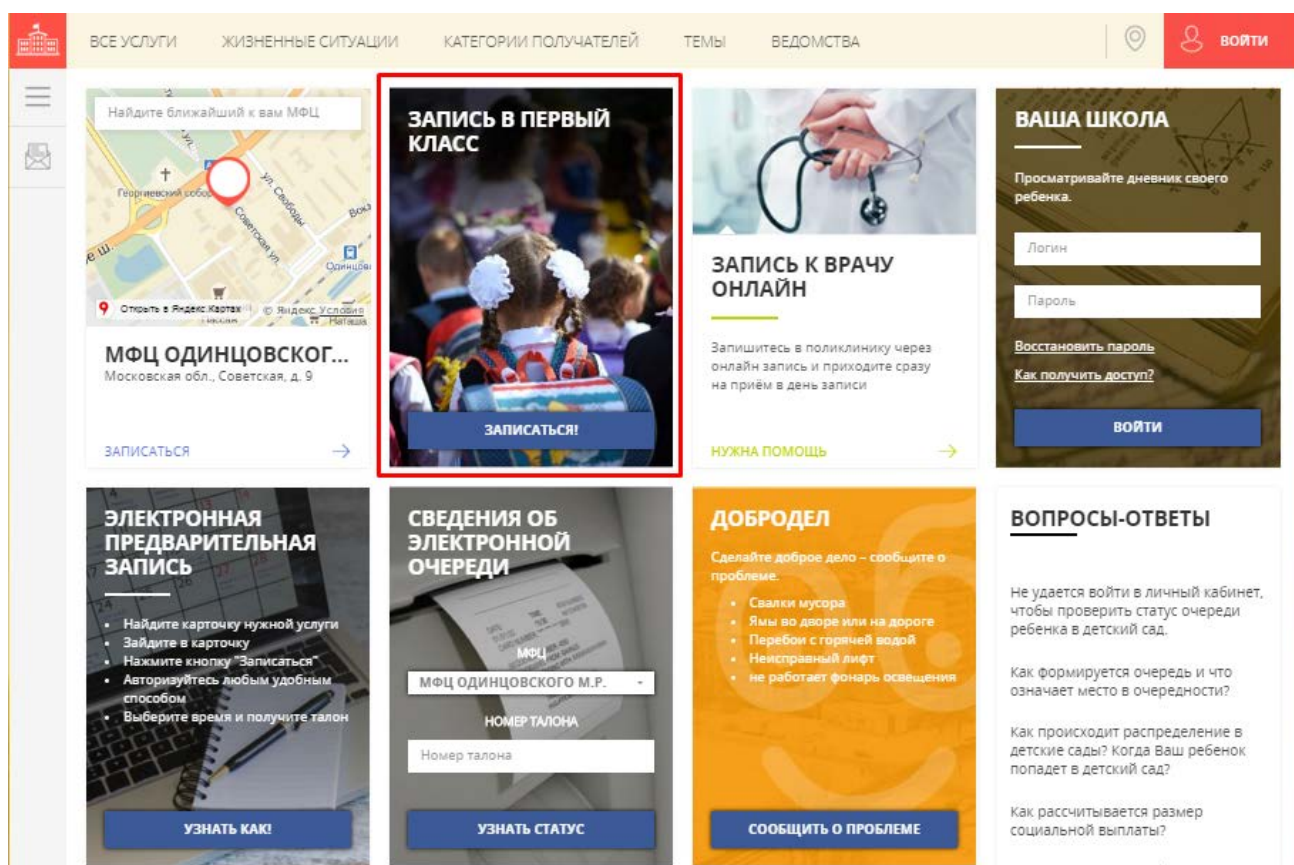 ВСЕ УСЛУГИ
ЖИЗНЕННЫЕ СИТУАЦИИ
КАТЕГОРИИ ПОЛУЧАТЕЛЕЙ
ТЕМЫ
ВЕДОМСТВА
ВОЙТИ
Найдите ближайший к вам МФЦ
Георгиевский собор
ул. Свободы
Советская ул.
Открыть в Яндекс.Картах
© Яндекс Условия
МФЦ ОДИНЦОВСКОГ...
Московская обл., Советская, д. 9
ЗАПИСАТЬСЯ
ЗАПИСЬ В ПЕРВЫЙ
КЛАСС
ЗАПИСАТЬСЯ!
ЗАПИСЬ К ВРАЧУ
ОНЛАЙН
Запишитесь в поликлинику через
онлайн запись и приходите сразу
на приём в день записи
НУЖНА ПОМОЩЬ
ВАША ШКОЛА
Просматривайте дневник своего
ребенка.
Логин
Пароль
Восстановить пароль
Как получить доступ?
ВОЙТИ
ЭЛЕКТРОННАЯ
ПРЕДВАРИТЕЛЬНАЯ
ЗАПИСЬ
Найдите карточку нужной услуги
Зайдите в карточку
Нажмите кнопку "Записаться"
Авторизуйтесь любым удобным
способом
Выберите время и получите талон
УЗНАТЬ КАК!
СВЕДЕНИЯ ОБ
ЭЛЕКТРОННОЙ
ОЧЕРЕДИ
МФЦ
МФЦ ОДИНЦОВСКОГО М.Р.
НОМЕР ТАЛОНА
Номер талона
УЗНАТЬ СТАТУС
ДОБРОДЕЛ
Сделайте доброе дело – сообщите о
проблеме.
Свалки мусора
Ямы во дворе или на дороге
Перебои с горячей водой
Неисправный лифт
не работает фонарь освещения
СООБЩИТЬ О ПРОБЛЕМЕ
ВОПРОСЫ-ОТВЕТЫ
Не удается войти в личный кабинет,
чтобы проверить статус очереди
ребенка в детский сад.
Как формируется очередь и что
означает место в очередности?
Как происходит распределение в
детские сады? Когда Ваш ребенок
попадет в детский сад?
Как рассчитывается размер
социальной выплаты?